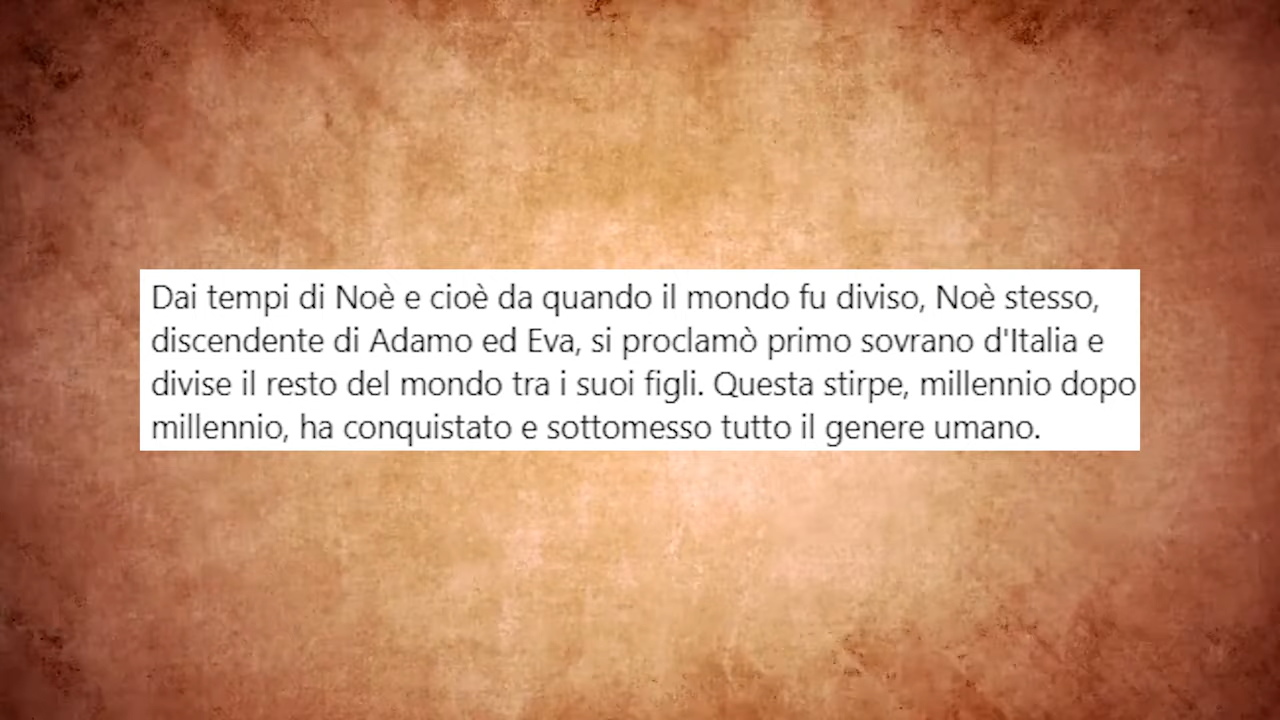 Dai tempi di Noè e cioè da quando il mondo fu diviso, Noè stesso,
discendente di Adamo ed Eva, si proclamò primo sovrano d'Italia e
divise il resto del mondo tra i suoi figli. Questa stirpe, millennio dopo
millennio, ha conquistato e sottomesso tutto il genere umano.